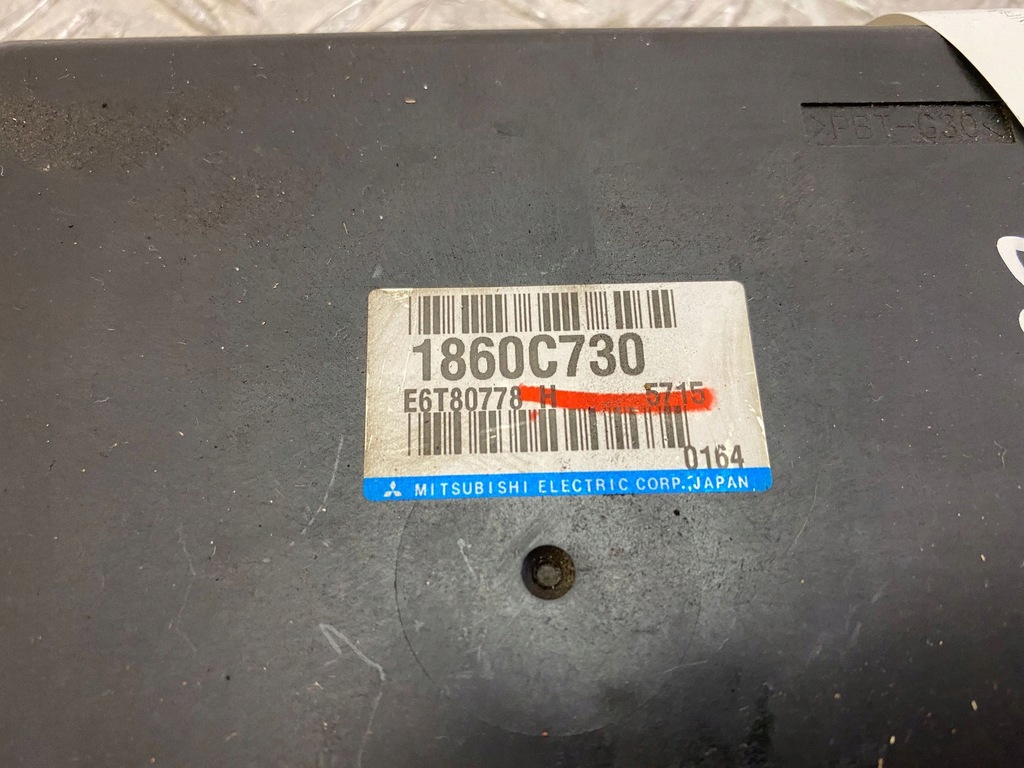 >PBT-G30<
1860C730
E6T80778 H 5715
0164
MITSUBISHI ELECTRIC CORP. JAPAN